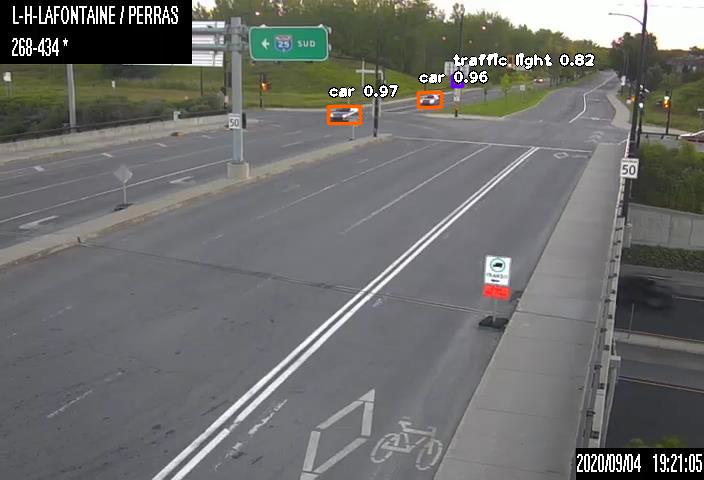 L-H-LAFONTAINE / PERRAS
268-434 *
25 SUD
traffic light 0.82
car 0.96
car 0.97
50
50
TRANSIT
2020/09/04 19:21:05